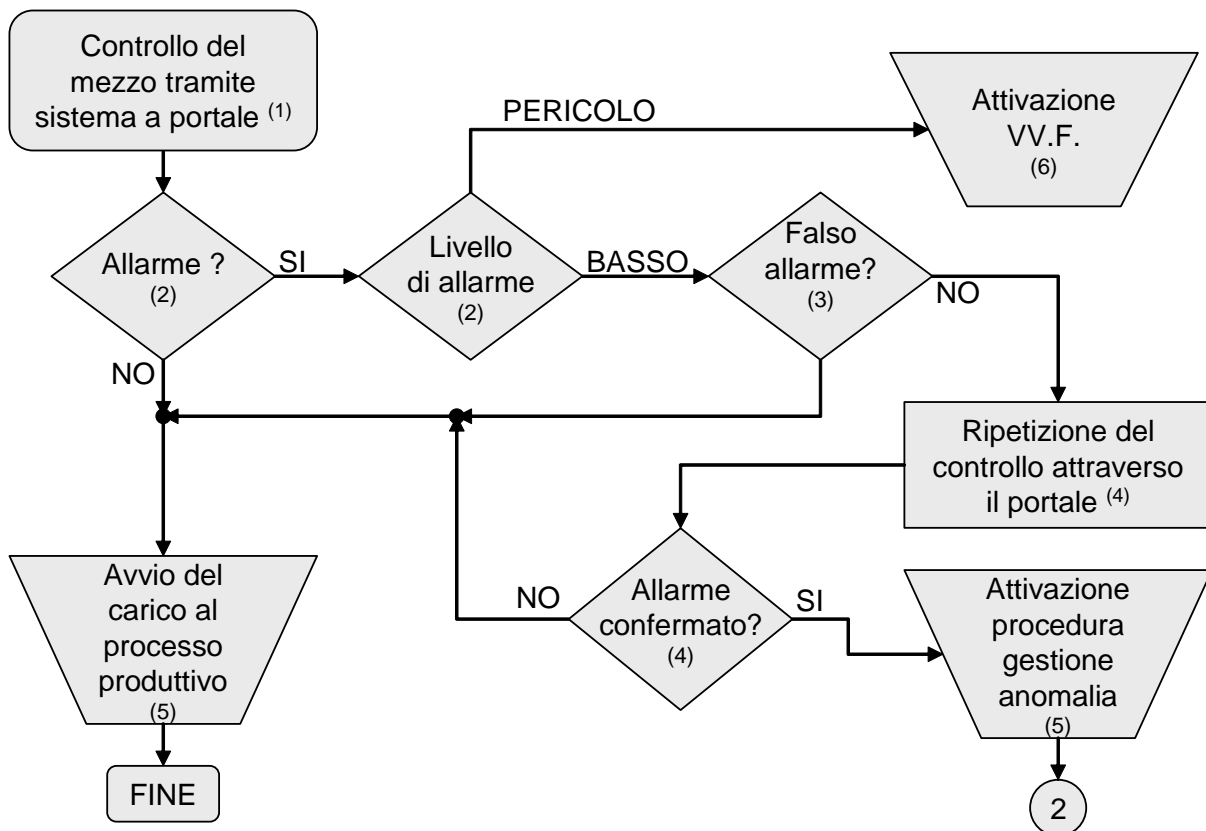 Controllo del
mezzo tramite
sistema a portale (1)
PERICOLO
Attivazione
VV.F.
(6)
Allarme ?
(2)
SI
Livello
di allarme
(2)
BASSO
Falso
allarme?
(3)
NO
NO
Ripetizione del
controllo attraverso
il portale (4)
Avvio del
carico al
processo
produttivo
(5)
NO
Allarme
confermato?
(4)
SI
Attivazione
procedura
gestione
anomalia
(5)
FINE
2